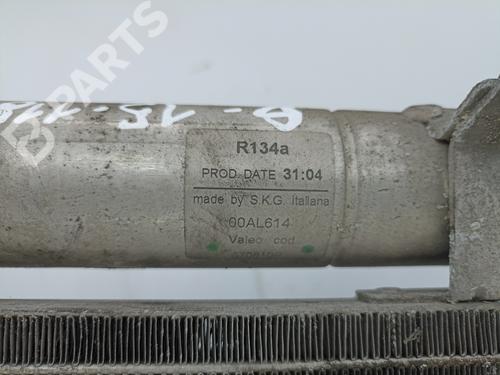 B-PARTS
R134a
PROD. DATE 31:04
made by S.K.G. Italiana
00AL614
Valeo cod.